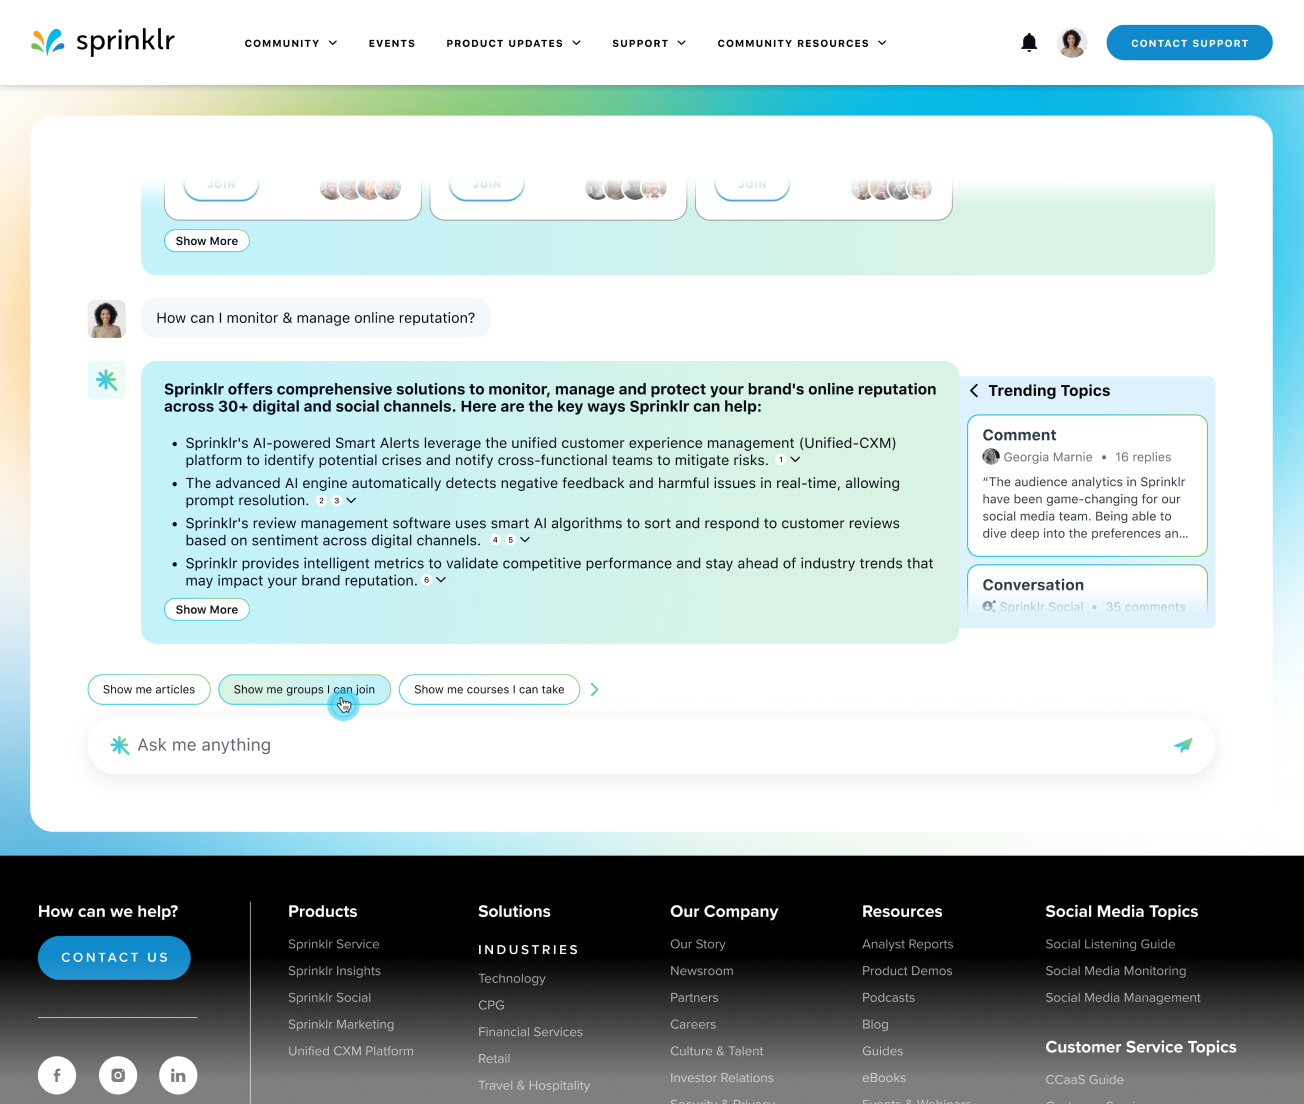 sprinklr
COMMUNITY
EVENTS
PRODUCT UPDATES
SUPPORT
COMMUNITY RESOURCES
CONTACT SUPPORT
JOIN
JOIN
JOIN
Show More
How can I monitor & manage online reputation?
Sprinklr offers comprehensive solutions to monitor, manage and protect your brand's online reputation
across 30+ digital and social channels. Here are the key ways Sprinklr can help:
• Sprinklr's AI-powered Smart Alerts leverage the unified customer experience management (Unified-CXM)
platform to identify potential crises and notify cross-functional teams to mitigate risks. 1
• The advanced AI engine automatically detects negative feedback and harmful issues in real-time, allowing
prompt resolution. 2 3
• Sprinklr's review management software uses smart AI algorithms to sort and respond to customer reviews
based on sentiment across digital channels. 4 5
• Sprinklr provides intelligent metrics to validate competitive performance and stay ahead of industry trends that
may impact your brand reputation. 6
Show More
Trending Topics
Comment
Georgia Marnie • 16 replies
“The audience analytics in Sprinklr
have been game-changing for our
social media team. Being able to
dive deep into the preferences an...
Conversation
Sprinklr Social • 35 comments
Show me articles
Show me groups I can join
Show me courses I can take
Ask me anything
How can we help?
CONTACT US
Products
Sprinklr Service
Sprinklr Insights
Sprinklr Social
Sprinklr Marketing
Unified CXM Platform
Solutions
INDUSTRIES
Technology
CPG
Financial Services
Retail
Travel & Hospitality
Our Company
Our Story
Newsroom
Partners
Careers
Culture & Talent
Investor Relations
Security & Privacy
Resources
Analyst Reports
Product Demos
Podcasts
Blog
Guides
eBooks
Events & Webinars
Social Media Topics
Social Listening Guide
Social Media Monitoring
Social Media Management
Customer Service Topics
CCaaS Guide